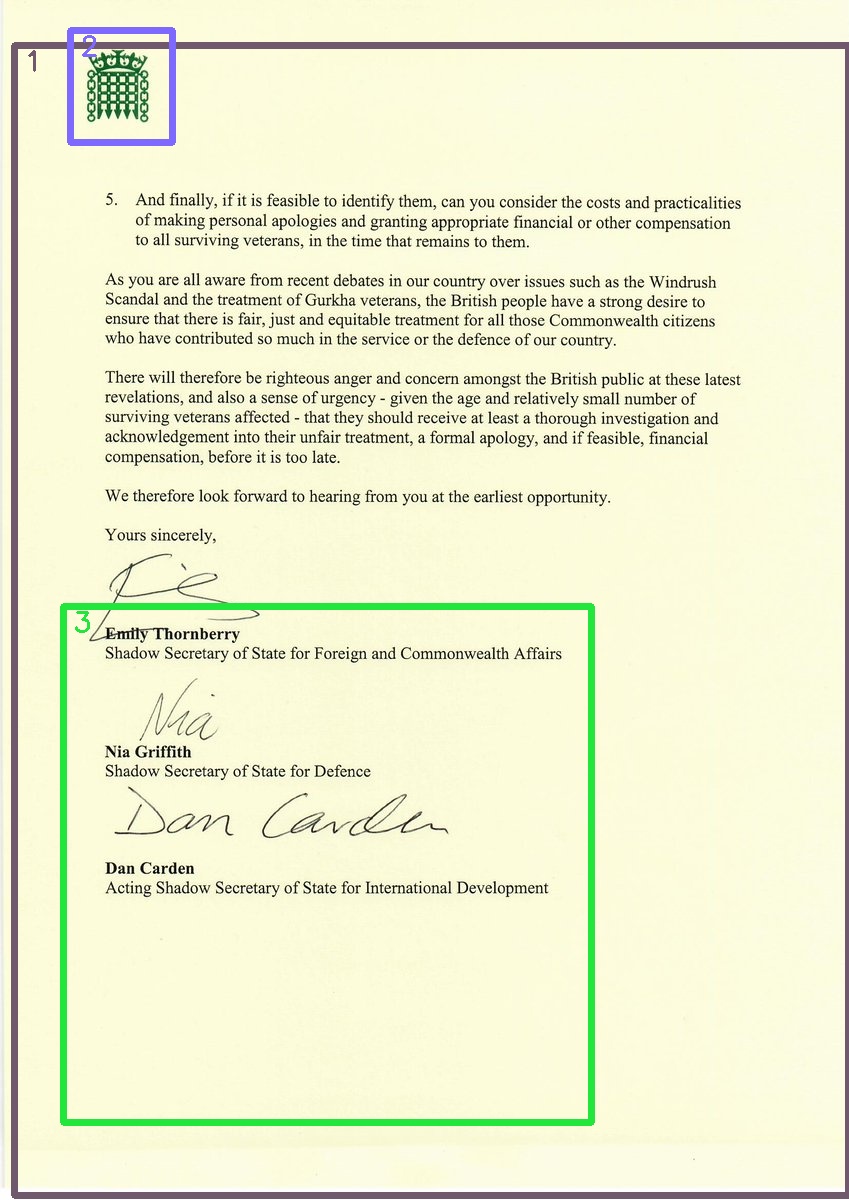 5. And finally, if it is feasible to identify them, can you consider the costs and practicalities
of making personal apologies and granting appropriate financial or other compensation
to all surviving veterans, in the time that remains to them.
As you are all aware from recent debates in our country over issues such as the Windrush
Scandal and the treatment of Gurkha veterans, the British people have a strong desire to
ensure that there is fair, just and equitable treatment for all those Commonwealth citizens
who have contributed so much in the service or the defence of our country.
There will therefore be righteous anger and concern amongst the British public at these latest
revelations, and also a sense of urgency - given the age and relatively small number of
surviving veterans affected - that they should receive at least a thorough investigation and
acknowledgement into their unfair treatment, a formal apology, and if feasible, financial
compensation, before it is too late.
We therefore look forward to hearing from you at the earliest opportunity.
Yours sincerely,
Emily Thornberry
Shadow Secretary of State for Foreign and Commonwealth Affairs
Nia
Nia Griffith
Shadow Secretary of State for Defence
Dan Carden
Dan Carden
Acting Shadow Secretary of State for International Development
1
2
3